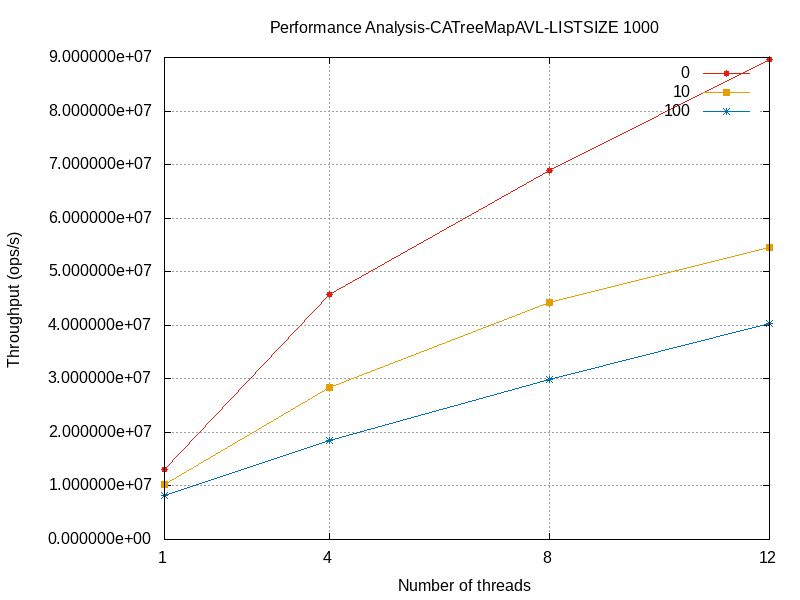 Performance Analysis-CATreeMapAVL-LISTSIZE 1000
9.000000e+07
8.000000e+07
7.000000e+07
6.000000e+07
5.000000e+07
4.000000e+07
3.000000e+07
2.000000e+07
1.000000e+07
0.000000e+00
Throughput (ops/s)
0
10
100
1 4 8 12
Number of threads